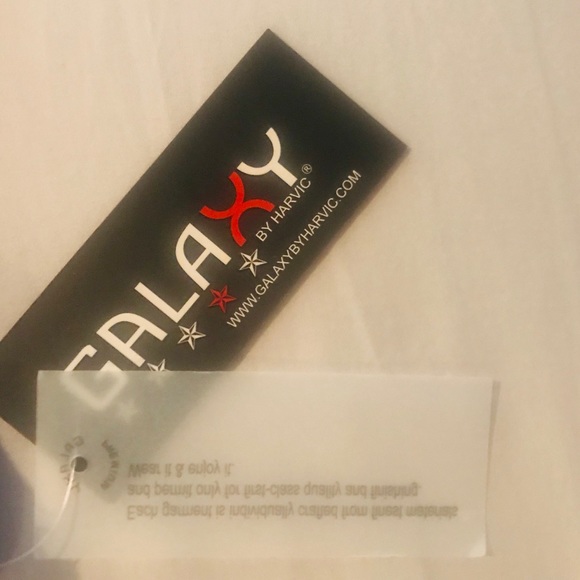 GALAXY
BY HARVIC®
WWW.GALAXYBYHARVIC.COM
Each garment is individually crafted from finest materials
and permit only for first-class quality and finishing.
Wear it & enjoy it.